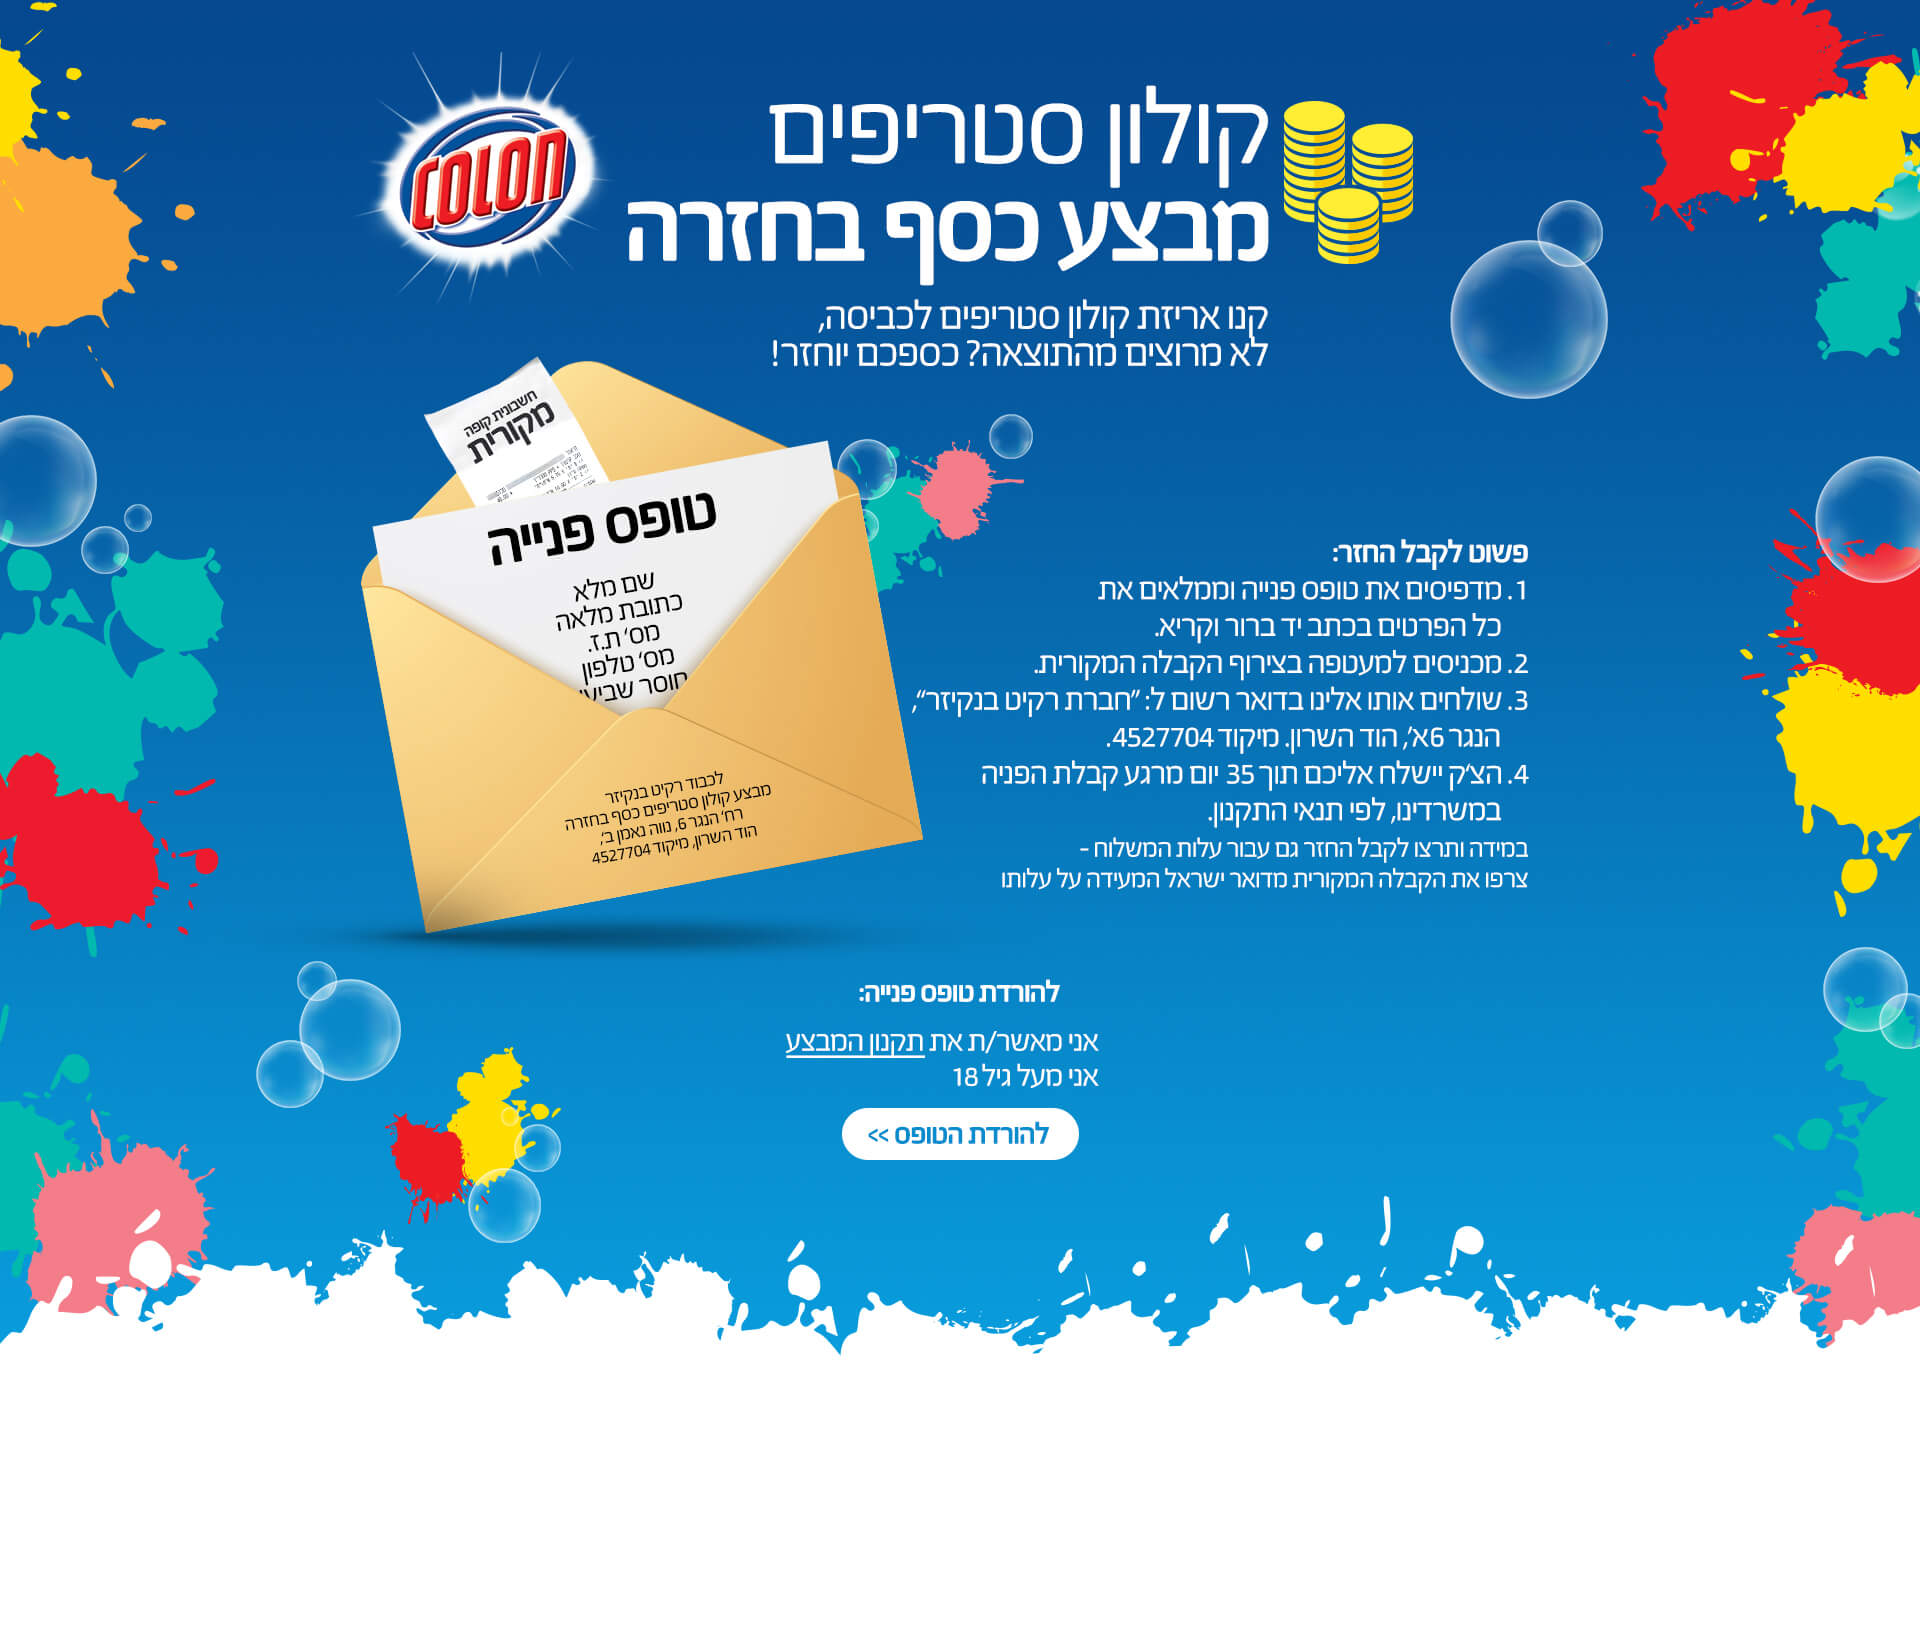 COLON
קולון סטריפים
מבצע כסף בחזרה
קנו אריזת קולון סטריפים לכביסה,
לא מרוצים מהתוצאה? כספכם יוחזר!
חשבונית קופה
מקורית
טופס פנייה
שם מלא
כתובת מלאה
מס' ת.ז.
מס' טלפון
חוסר שביעו
לכבוד רקיט בנקיזר
מבצע קולון סטריפים כסף בחזרה
רח' הנגר 6, נווה נאמן ב',
הוד השרון, מיקוד 4527704
פשוט לקבל החזר:
1. מדפיסים את טופס פנייה וממלאים את
כל הפרטים בכתב יד ברור וקריא.
2. מכניסים למעטפה בצירוף הקבלה המקורית.
3. שולחים אותו אלינו בדואר רשום ל: "חברת רקיט בנקיזר",
הנגר 6א', הוד השרון. מיקוד 4527704.
4. הצ'ק יישלח אליכם תוך 35 יום מרגע קבלת הפניה
במשרדינו, לפי תנאי התקנון.
במידה ותרצו לקבל החזר גם עבור עלות המשלוח -
צרפו את הקבלה המקורית מדואר ישראל המעידה על עלותו
להורדת טופס פנייה:
אני מאשר/ת את תקנון המבצע
אני מעל גיל 18
להורדת הטופס >>